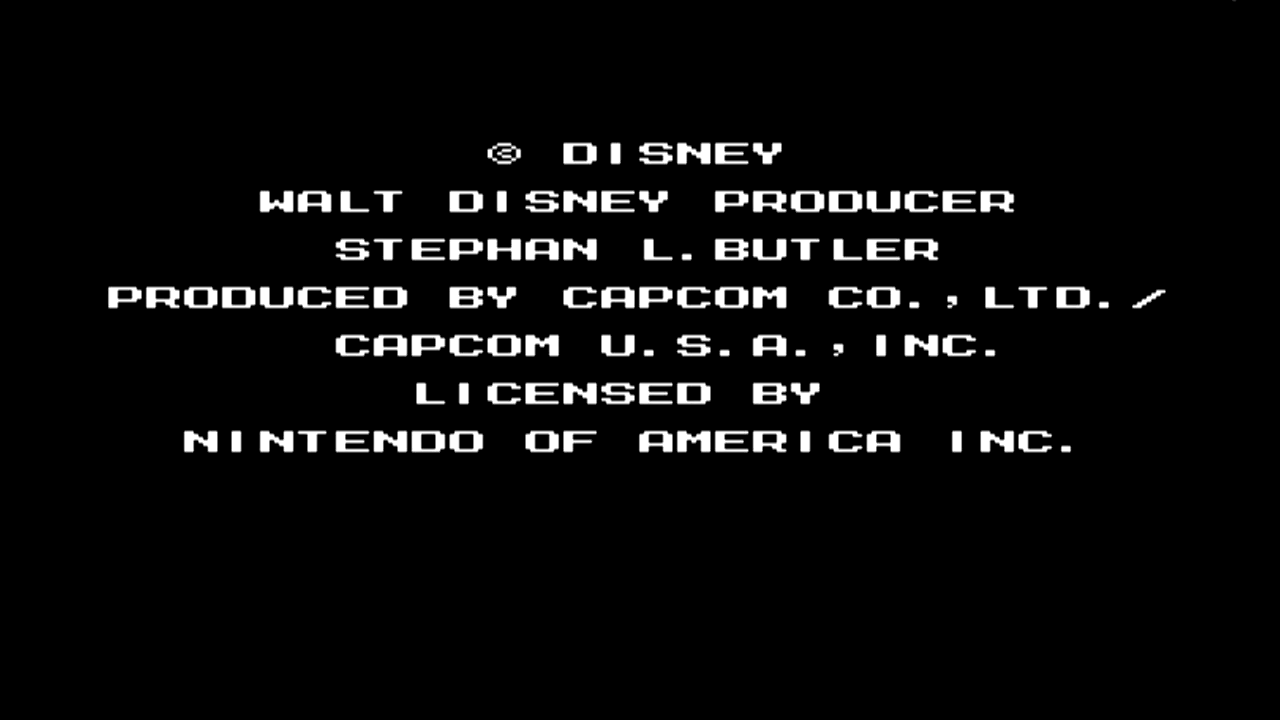 © DISNEY
WALT DISNEY PRODUCER
STEPHAN L.BUTLER
PRODUCED BY CAPCOM CO.,LTD./
CAPCOM U.S.A.,INC.
LICENSED BY
NINTENDO OF AMERICA INC.